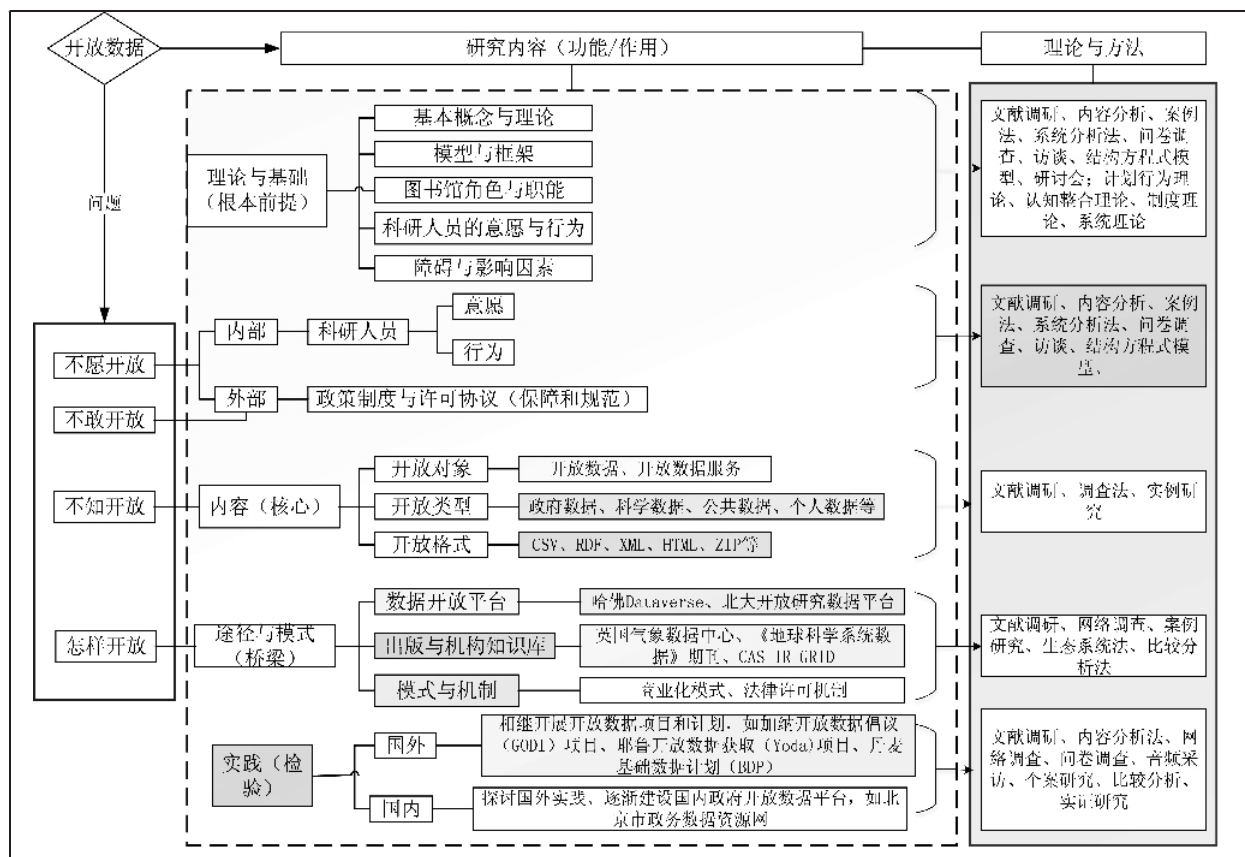 开放数据
研究内容（功能/作用）
理论与方法
问题
理论与基础
（根本前提）
基本概念与理论
模型与框架
图书馆角色与职能
科研人员的意愿与行为
障碍与影响因素
文献调研、内容分析、案例
法、系统分析法、问卷调
查、访谈、结构方程式模
型、研讨会；计划行为理
论、认知整合理论、制度理
论、系统理论
不愿开放
不敢开放
内部
科研人员
意愿
行为
外部
政策制度与许可协议（保障和规范）
文献调研、内容分析、案例
法、系统分析法、问卷调
查、访谈、结构方程式模
型、
不知开放
内容（核心）
开放对象
开放数据、开放数据服务
开放类型
政府数据、科学数据、公共数据、个人数据等
开放格式
CSV、RDF、XML、HTML、ZIP等
文献调研、调查法、实例研
究
怎样开放
途径与模式
（桥梁）
数据开放平台
哈佛Dataverse、北大开放研究数据平台
出版与机构知识库
英国气象数据中心、《地球科学系统数
据》期刊、CAS IR GRID
模式与机制
商业化模式、法律许可机制
文献调研、网络调查、案例
研究、生态系统法、比较分
析法
实践（检
验）
国外
相继开展开放数据项目和计划，如加纳开放数据倡议
（GODI）项目、耶鲁开放数据获取（Yoda)项目、丹麦
基础数据计划（BDP）
国内
探讨国外实践、逐渐建设国内政府开放数据平台，如北
京市政务数据资源网
文献调研、内容分析法、网
络调查、问卷调查、音频采
访、个案研究、比较分析、
实证研究